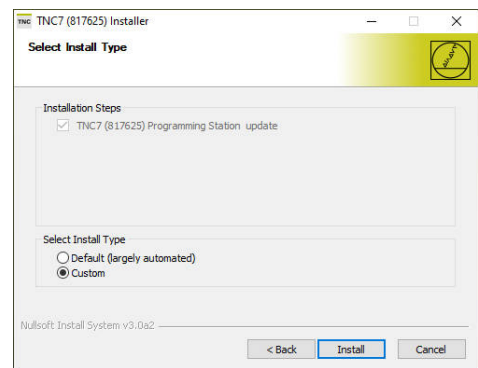 TNC TNC7 (817625) Installer
Select Install Type
Installation Steps
TNC7 (817625) Programming Station update
Select Install Type
Default (largely automated)
Custom
Nullsoft Install System v3.0a2
< Back Install Cancel